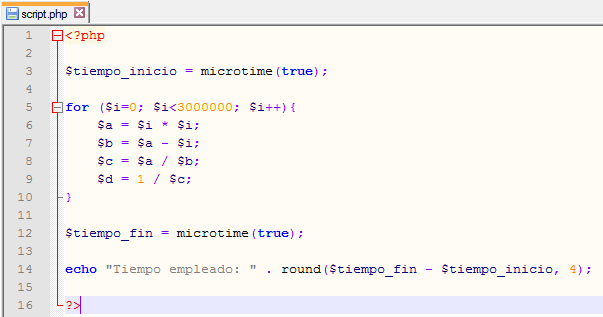 script.php
1 <?php
2
3 $tiempo_inicio = microtime(true);
4
5 for ($i=0; $i<3000000; $i++){
6 $a = $i * $i;
7 $b = $a - $i;
8 $c = $a / $b;
9 $d = 1 / $c;
10 }
11
12 $tiempo_fin = microtime(true);
13
14 echo "Tiempo empleado: " . round($tiempo_fin - $tiempo_inicio, 4);
15
16 ?>